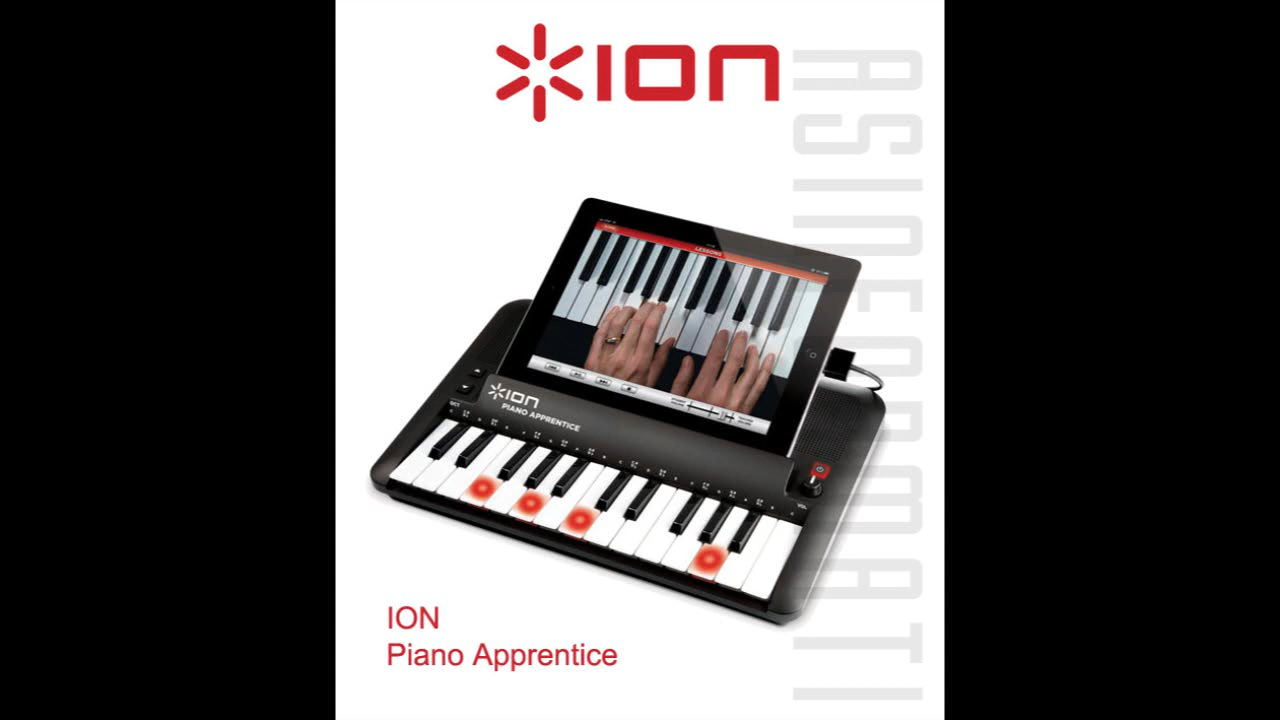 ION
ASINFORMATI
LESSONS
ION
PIANO APPRENTICE
OCT
VOL
ION
Piano Apprentice